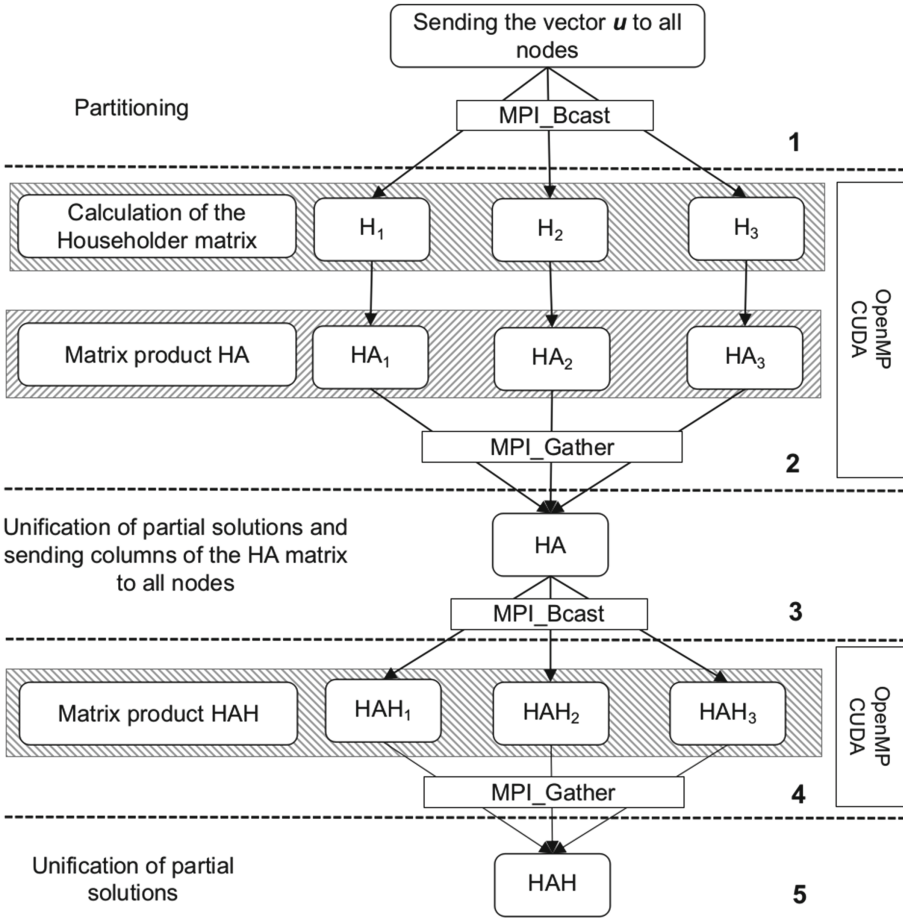 Sending the vector u to all
nodes
Partitioning
MPI_Bcast
1
Calculation of the
Householder matrix
H1
H2
H3
OpenMP
CUDA
Matrix product HA
HA1
HA2
HA3
MPI_Gather
2
Unification of partial solutions and
sending columns of the HA matrix
to all nodes
HA
MPI_Bcast
3
Matrix product HAH
HAH1
HAH2
HAH3
OpenMP
CUDA
MPI_Gather
4
Unification of partial
solutions
HAH
5